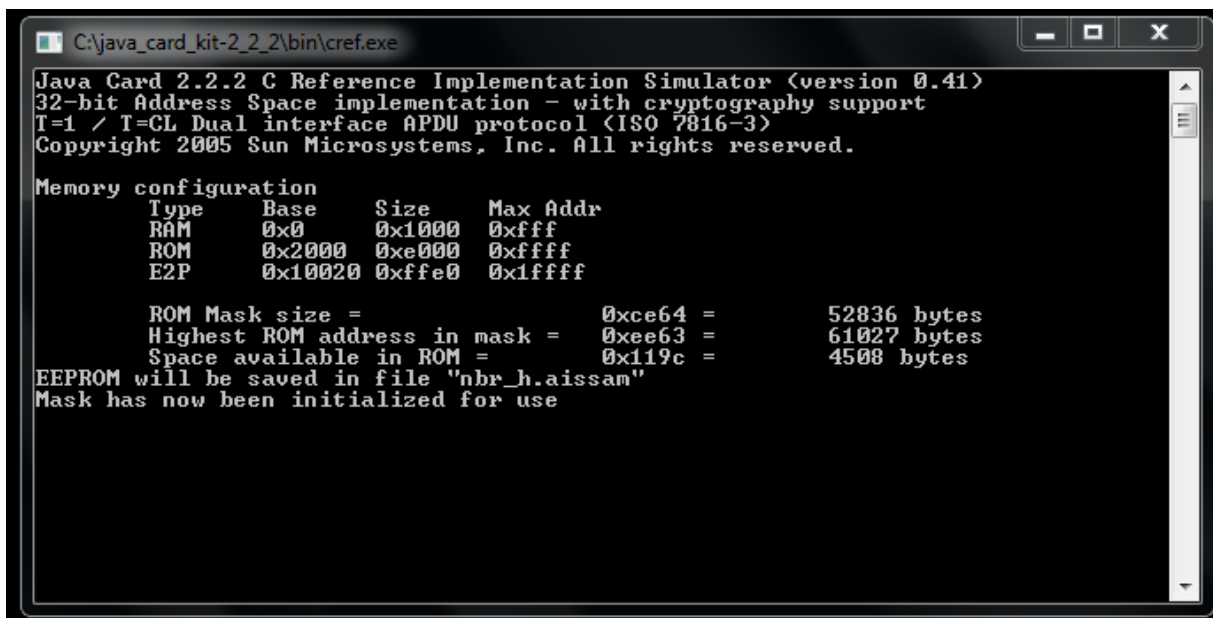 C:\java_card_kit-2_2_2\bin\cref.exe
Java Card 2.2.2 C Reference Implementation Simulator (version 0.41)
32-bit Address Space implementation - with cryptography support
T=1 / T=CL Dual interface APDU protocol (ISO 7816-3)
Copyright 2005 Sun Microsystems, Inc. All rights reserved.
Memory configuration
Type Base Size Max Addr
RAM 0x0 0x1000 0xfff
ROM 0x2000 0xe000 0xffff
E2P 0x10020 0xffe0 0x1ffff
ROM Mask size = 0xce64 = 52836 bytes
Highest ROM address in mask = 0xee63 = 61027 bytes
Space available in ROM = 0x119c = 4508 bytes
EEPROM will be saved in file "nbr_h.aissam"
Mask has now been initialized for use